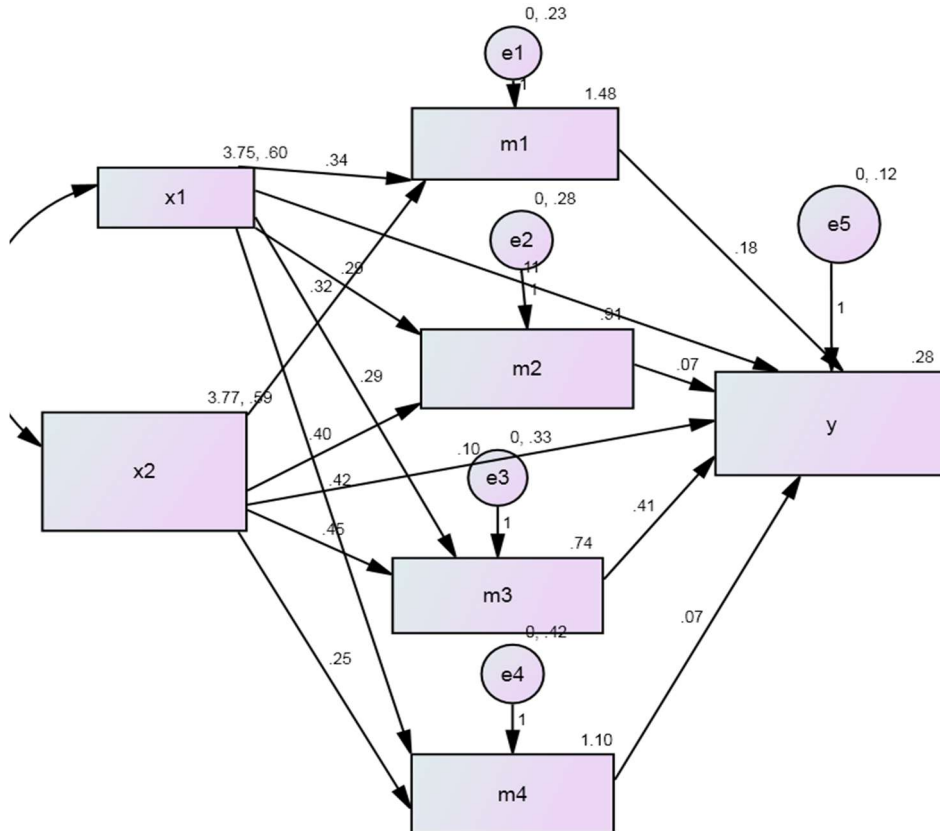 0, .23
e1
1
1.48
m1
3.75, .60
.34
x1
0, .12
e5
0, .28
e2
.18
.11
.29
.32
1
1
.91
.28
m2
.07
.29
y
3.77, .59
x2
.40
0, .33
.10
e3
.42
.41
.45
1
.74
m3
.07
0, .42
.25
e4
1
1.10
m4